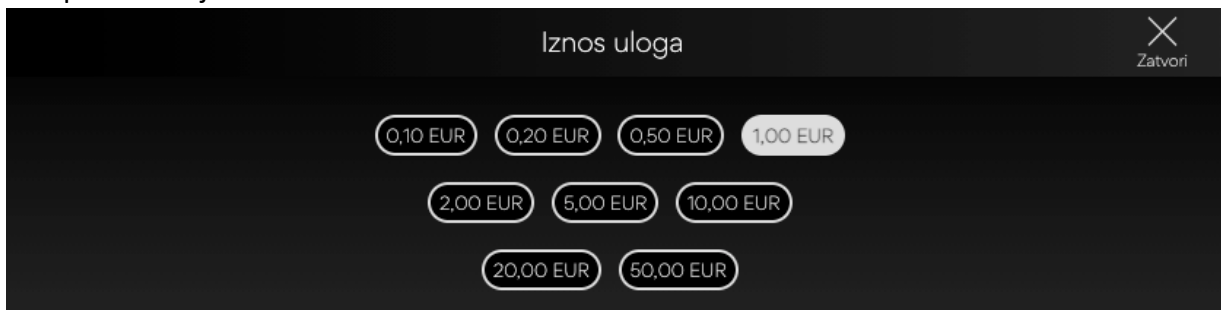 Iznos uloga
Zatvori
0,10 EUR 0,20 EUR 0,50 EUR 1,00 EUR
2,00 EUR 5,00 EUR 10,00 EUR
20,00 EUR 50,00 EUR